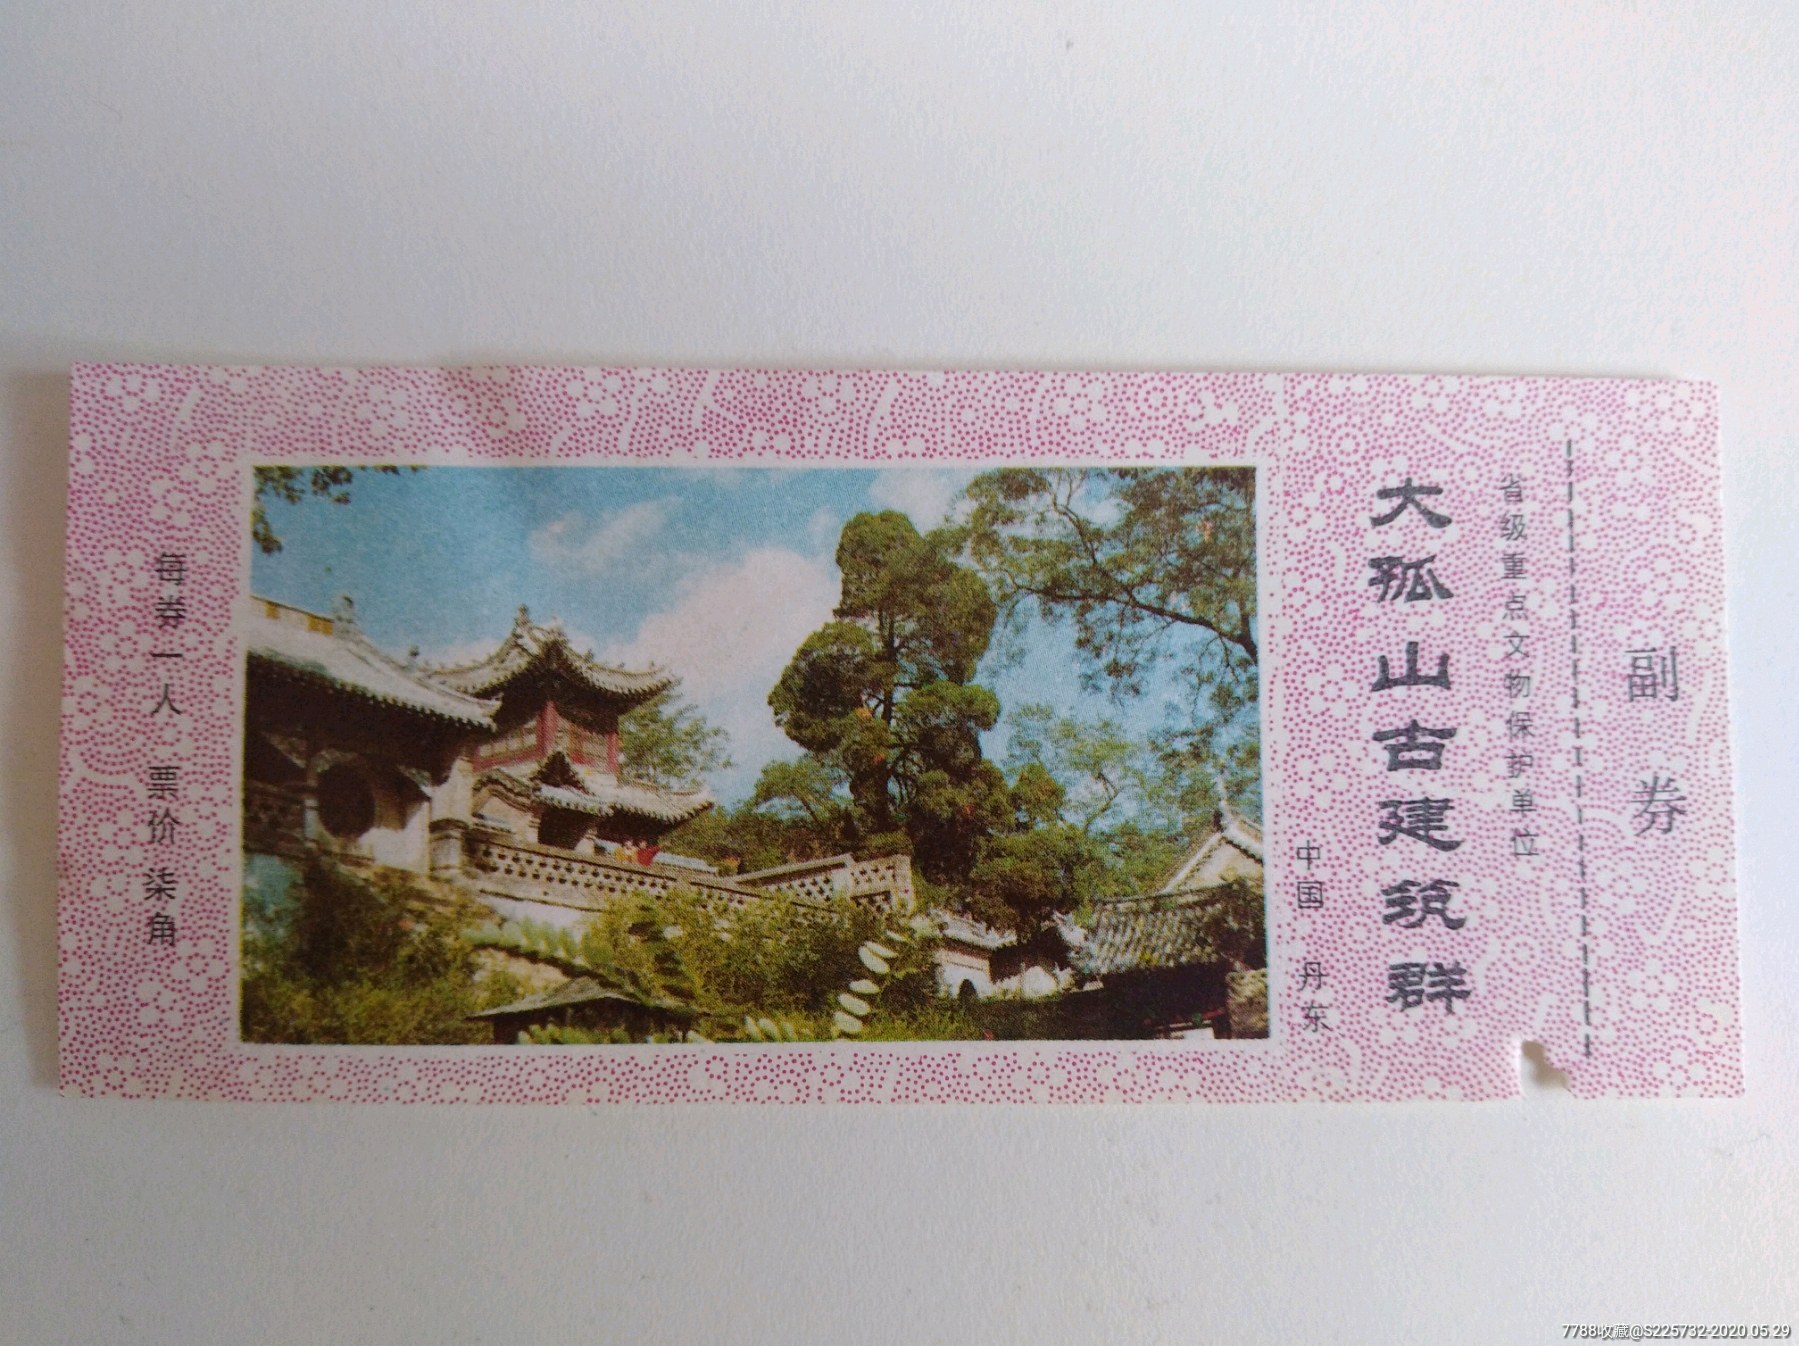 副券
省级重点文物保护单位
大孤山古建筑群
中国 丹东
每券一人 票价柒角
7788收藏@S225732-2020 05 29